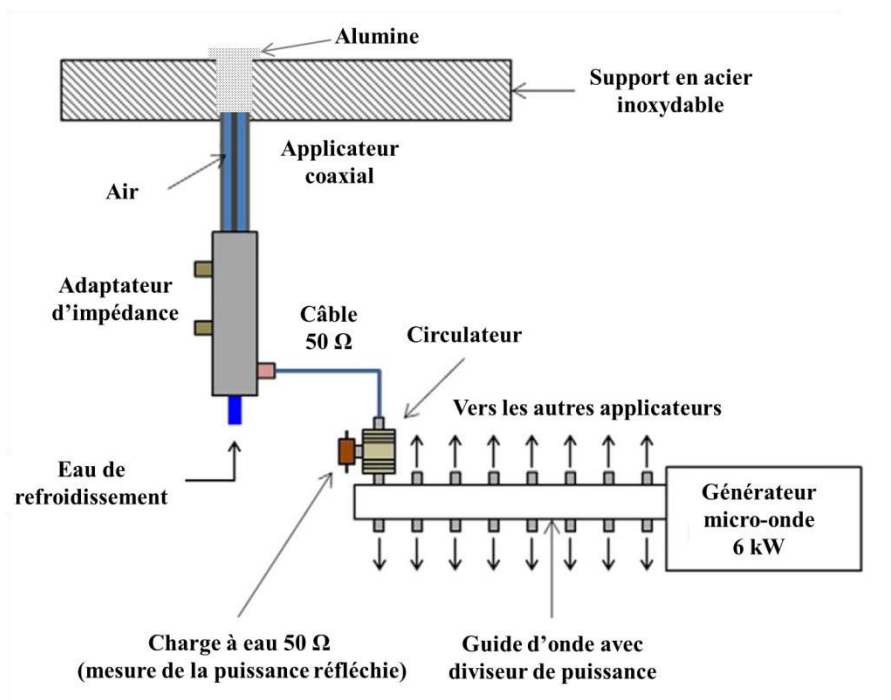 Alumine
Support en acier
inoxydable
Applicateur
coaxial
Air
Adaptateur
d'impédance
Câble
50 Ω
Circulateur
Vers les autres applicateurs
Eau de
refroidissement
Générateur
micro-onde
6 kW
Charge à eau 50 Ω
(mesure de la puissance réfléchie)
Guide d'onde avec
diviseur de puissance